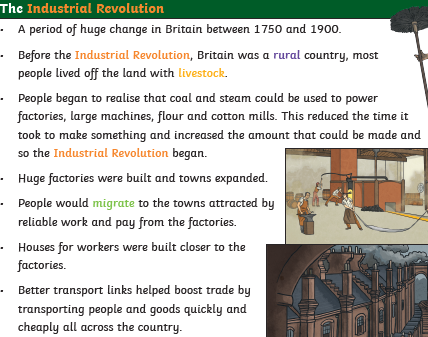 The Industrial Revolution
• A period of huge change in Britain between 1750 and 1900.
• Before the Industrial Revolution, Britain was a rural country, most
people lived off the land with livestock.
• People began to realise that coal and steam could be used to power
factories, large machines, flour and cotton mills. This reduced the time it
took to make something and increased the amount that could be made and
so the Industrial Revolution began.
• Huge factories were built and towns expanded.
• People would migrate to the towns attracted by
reliable work and pay from the factories.
• Houses for workers were built closer to the
factories.
• Better transport links helped boost trade by
transporting people and goods quickly and
cheaply all across the country.